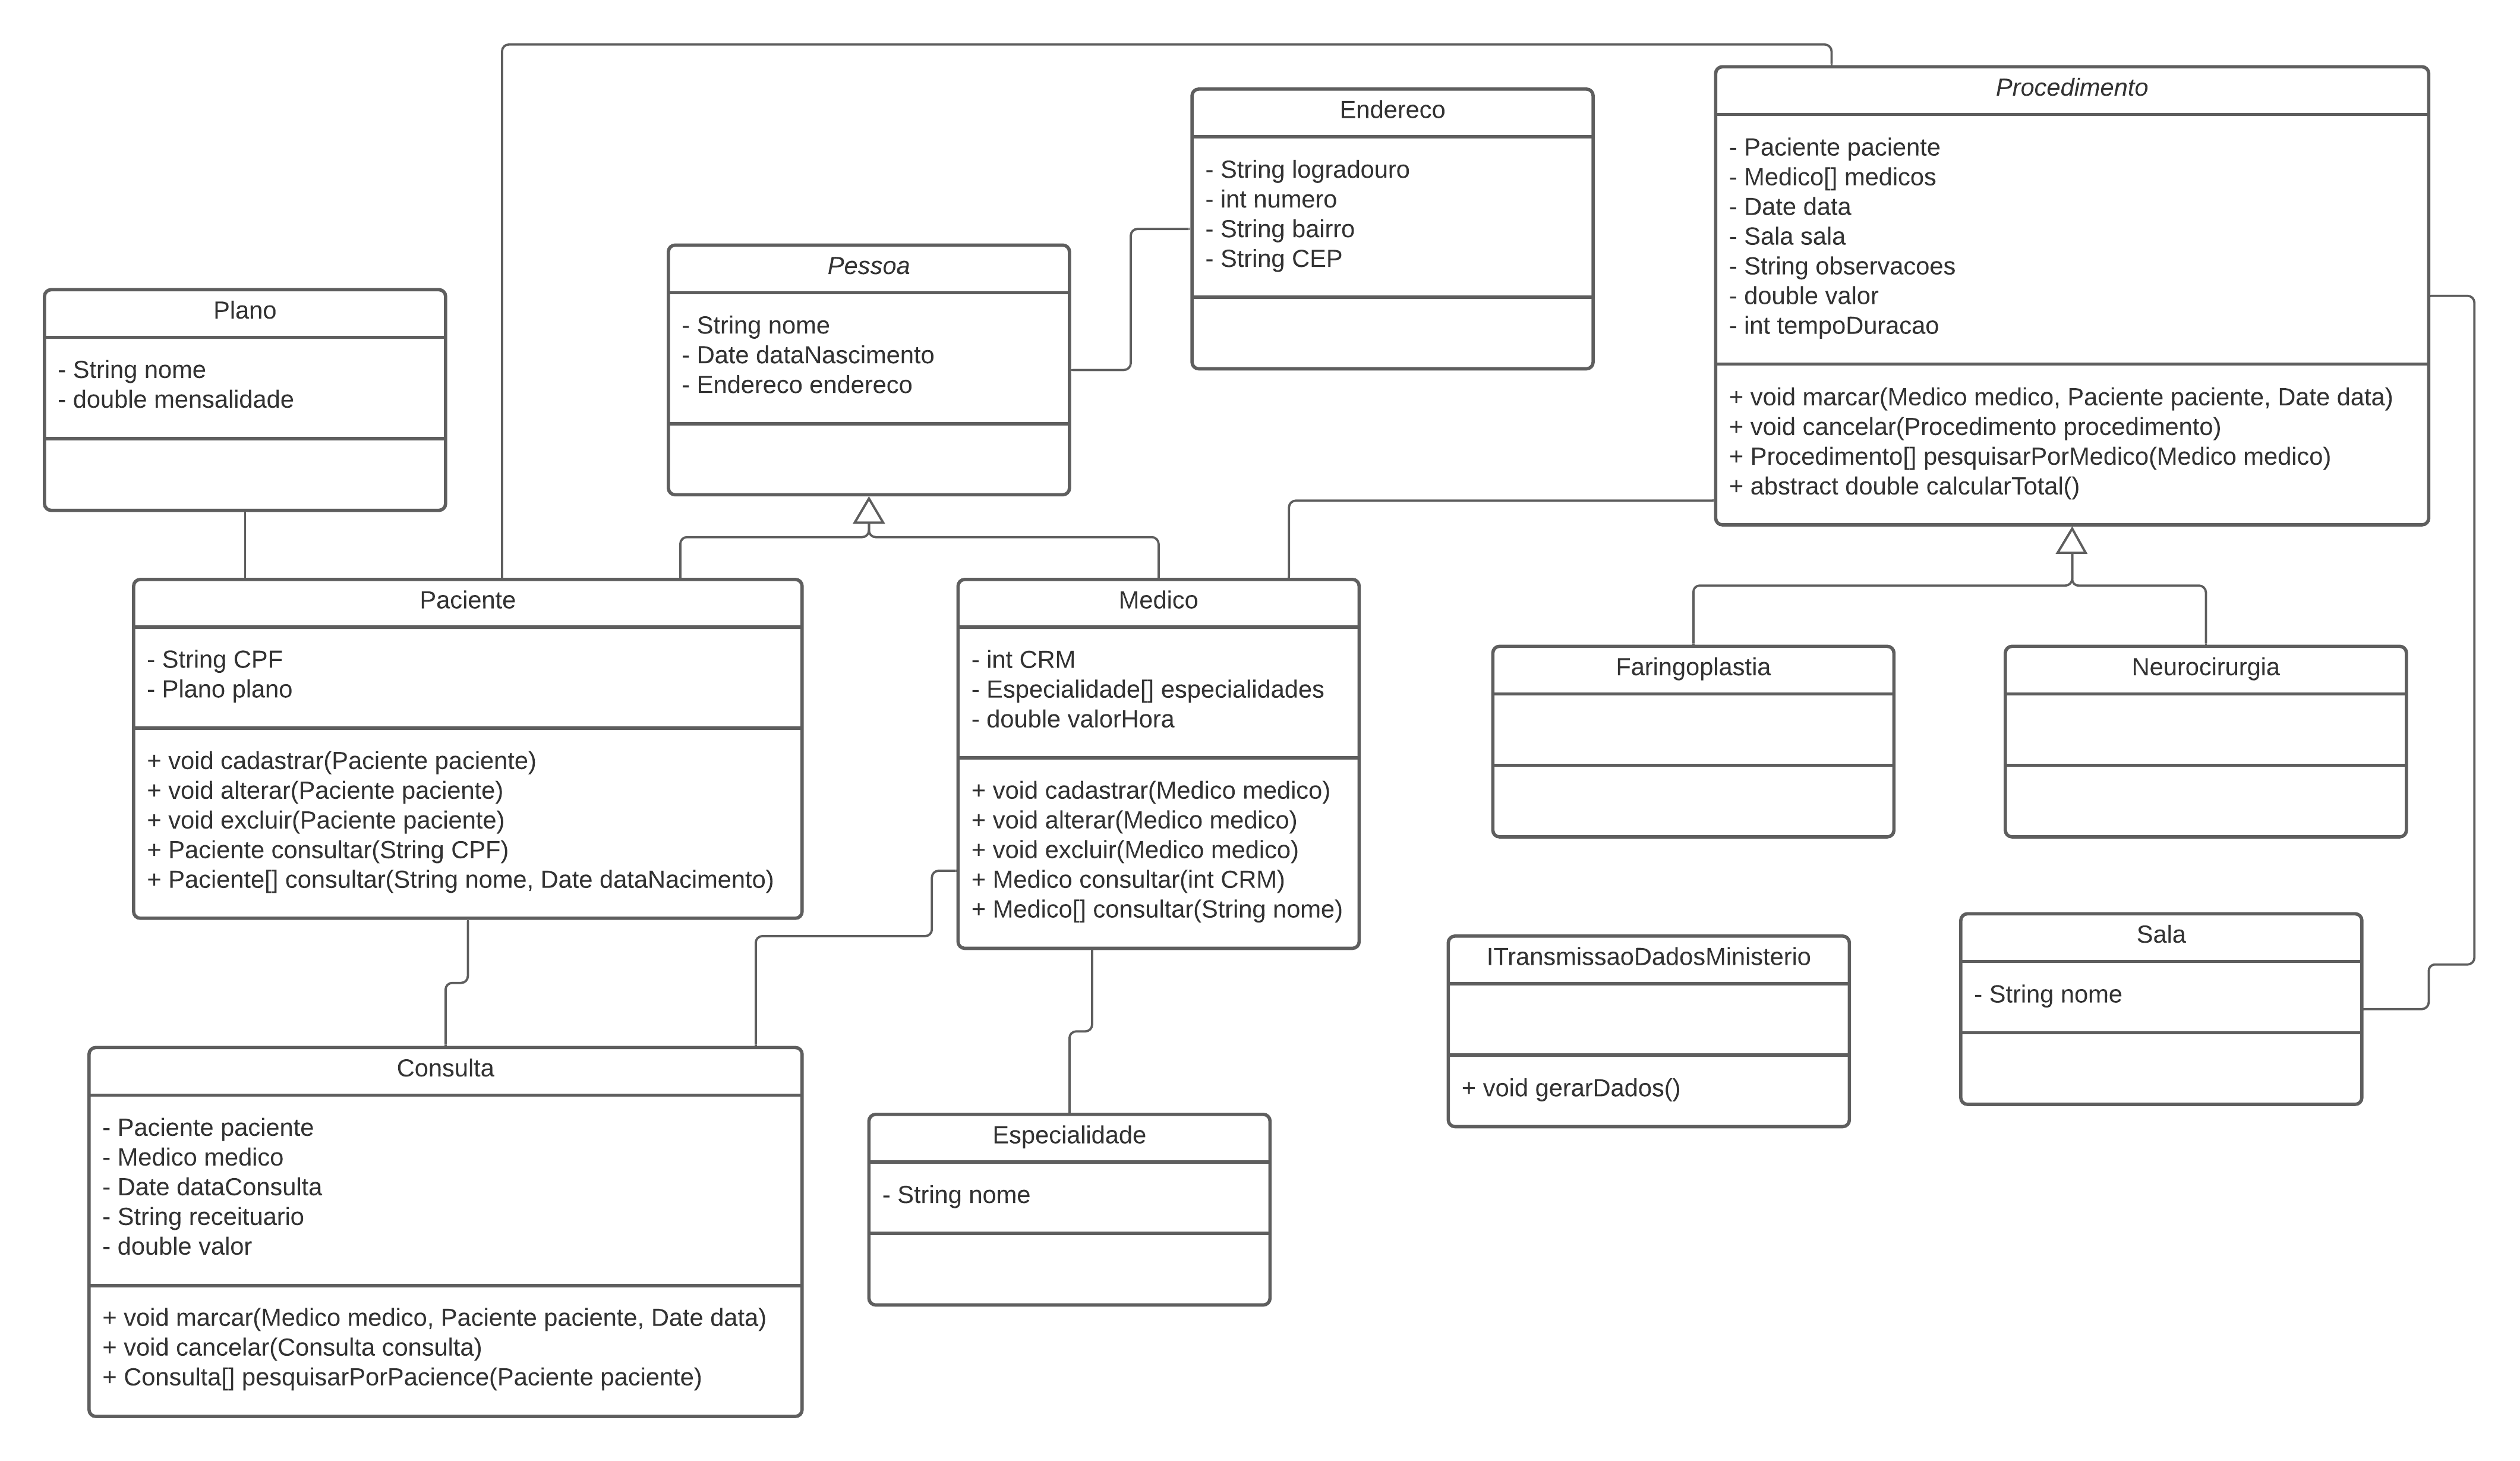 Procedimento
- Paciente paciente
- Medico[] medicos
- Date data
- Sala sala
- String observacoes
- double valor
- int tempoDuracao
+ void marcar(Medico medico, Paciente paciente, Date data)
+ void cancelar(Procedimento procedimento)
+ Procedimento[] pesquisarPorMedico(Medico medico)
+ abstract double calcularTotal()
Endereco
- String logradouro
- int numero
- String bairro
- String CEP
Pessoa
- String nome
- Date dataNascimento
- Endereco endereco
Plano
- String nome
- double mensalidade
Paciente
- String CPF
- Plano plano
+ void cadastrar(Paciente paciente)
+ void alterar(Paciente paciente)
+ void excluir(Paciente paciente)
+ Paciente consultar(String CPF)
+ Paciente[] consultar(String nome, Date dataNacimento)
Medico
- int CRM
- Especialidade[] especialidades
- double valorHora
+ void cadastrar(Medico medico)
+ void alterar(Medico medico)
+ void excluir(Medico medico)
+ Medico consultar(int CRM)
+ Medico[] consultar(String nome)
Faringoplastia
Neurocirurgia
ITransmissaoDadosMinisterio
+ void gerarDados()
Sala
- String nome
Consulta
- Paciente paciente
- Medico medico
- Date dataConsulta
- String receituario
- double valor
+ void marcar(Medico medico, Paciente paciente, Date data)
+ void cancelar(Consulta consulta)
+ Consulta[] pesquisarPorPacience(Paciente paciente)
Especialidade
- String nome